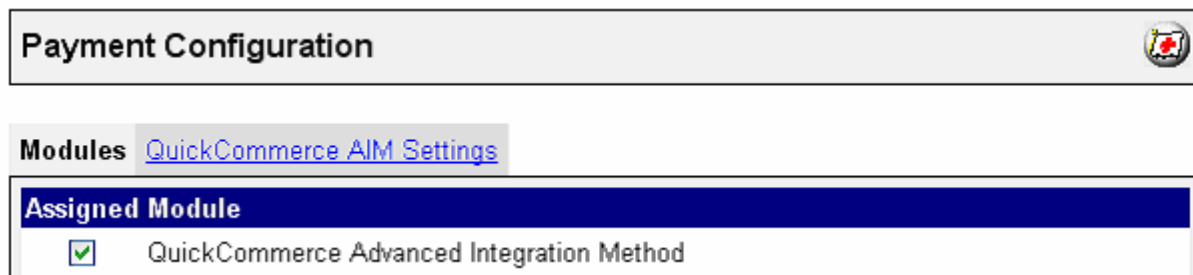 Payment Configuration
Modules QuickCommerce AIM Settings
Assigned Module
QuickCommerce Advanced Integration Method